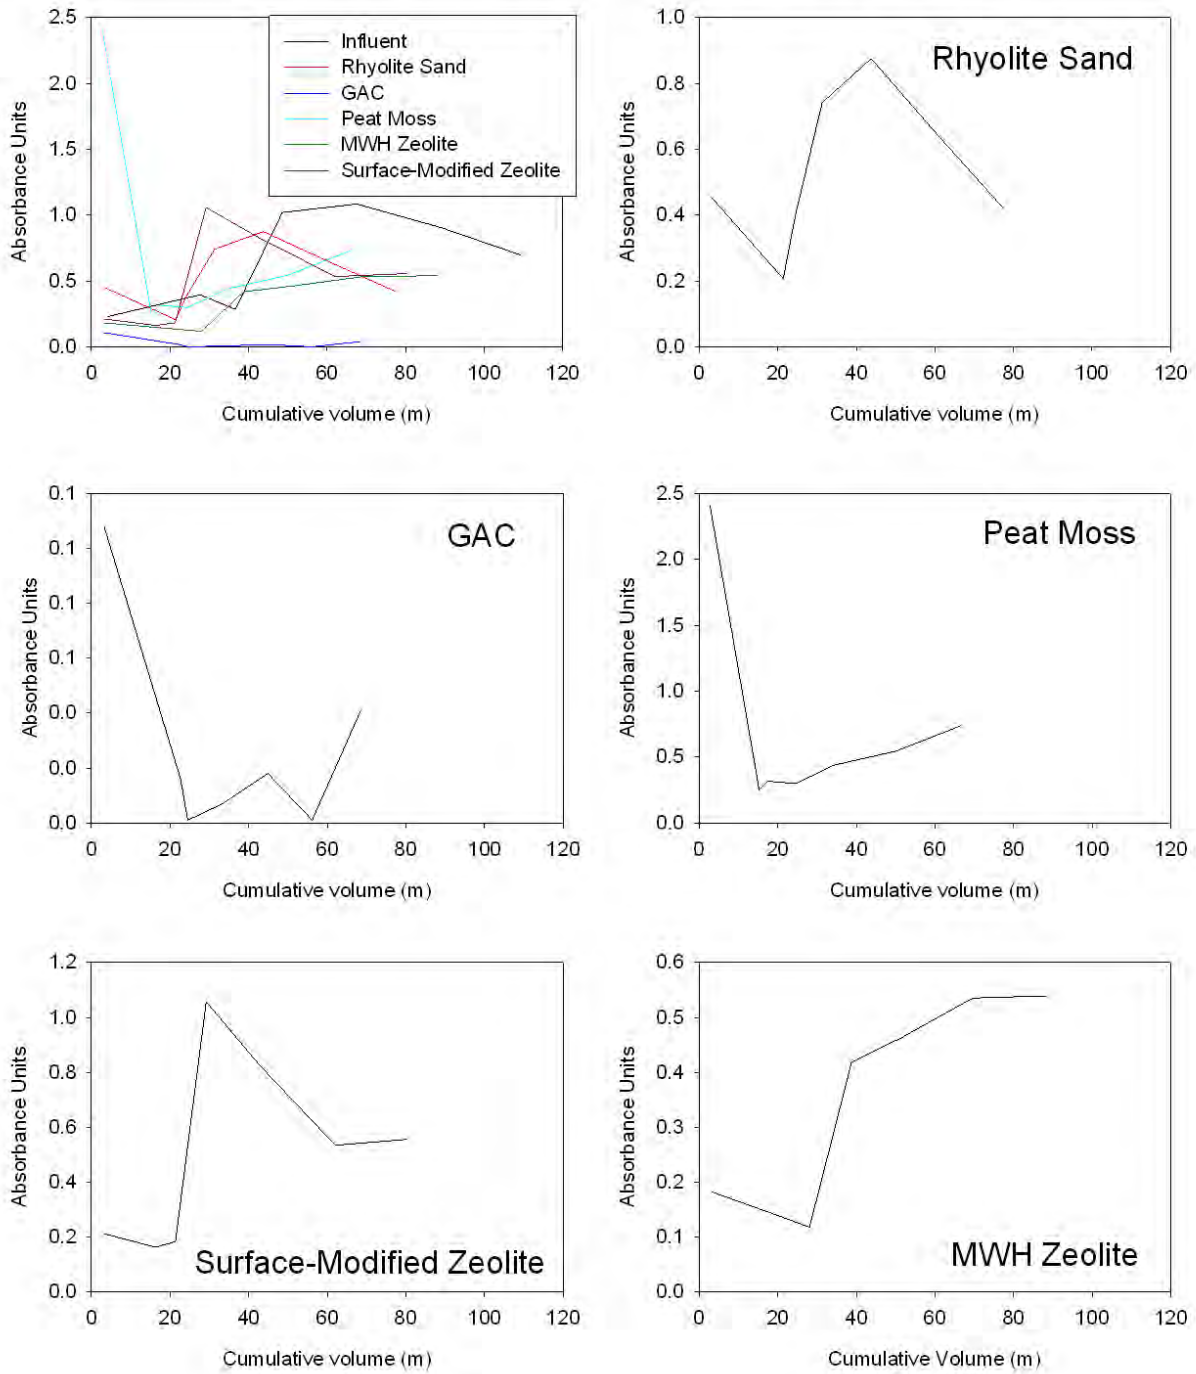 Absorbance Units
2.5
2.0
1.5
1.0
0.5
0.0
Influent
Rhyolite Sand
GAC
Peat Moss
MWH Zeolite
Surface-Modified Zeolite
0 20 40 60 80 100 120
Cumulative volume (m)
Absorbance Units
1.0
0.8
0.6
0.4
0.2
0.0
Rhyolite Sand
0 20 40 60 80 100 120
Cumulative volume (m)
Absorbance Units
0.1
0.1
0.1
0.1
0.0
0.0
0.0
GAC
0 20 40 60 80 100 120
Cumulative volume (m)
Absorbance Units
2.5
2.0
1.5
1.0
0.5
0.0
Peat Moss
0 20 40 60 80 100 120
Cumulative volume (m)
Absorbance Units
1.2
1.0
0.8
0.6
0.4
0.2
0.0
Surface-Modified Zeolite
0 20 40 60 80 100 120
Cumulative volume (m)
Absorbance Units
0.6
0.5
0.4
0.3
0.2
0.1
0.0
MWH Zeolite
0 20 40 60 80 100 120
Cumulative Volume (m)